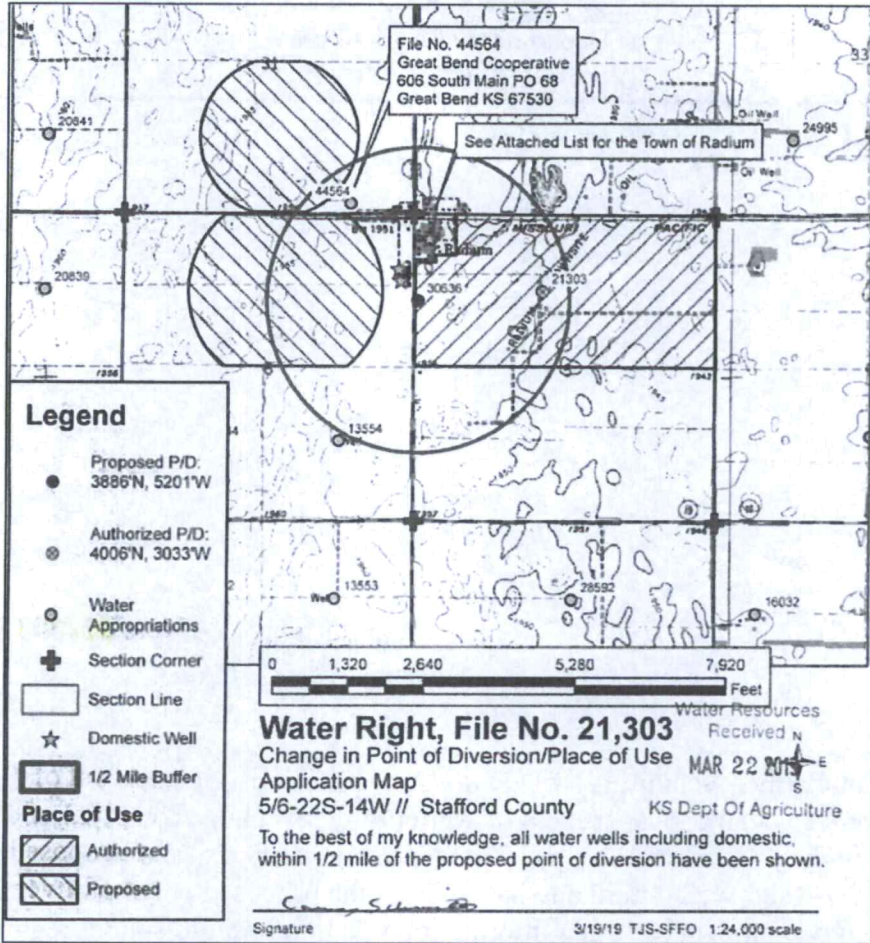 File No. 44564
Great Bend Cooperative
606 South Main PO 68
Great Bend KS 67530
See Attached List for the Town of Radium
31
33
20841
24995
Oil Well
Well
44564
OIL
MISSOURI PACIFIC
Radium
20839
30636
21303
1956
1943
13554
13553
Well
28592
16032
Legend
Proposed P/D:
3886'N, 5201'W
Authorized P/D:
4006'N, 3033'W
Water
Appropriations
Section Corner
Section Line
Domestic Well
1/2 Mile Buffer
Place of Use
Authorized
Proposed
0 1,320 2,640 5,280 7,920
Feet
Water Right, File No. 21,303
Change in Point of Diversion/Place of Use
Application Map
5/6-22S-14W // Stafford County
Water Resources
Received
MAR 22 2019
KS Dept Of Agriculture
N
E
S
To the best of my knowledge, all water wells including domestic,
within 1/2 mile of the proposed point of diversion have been shown.
Signature
3/19/19 TJS-SFFO 1:24,000 scale